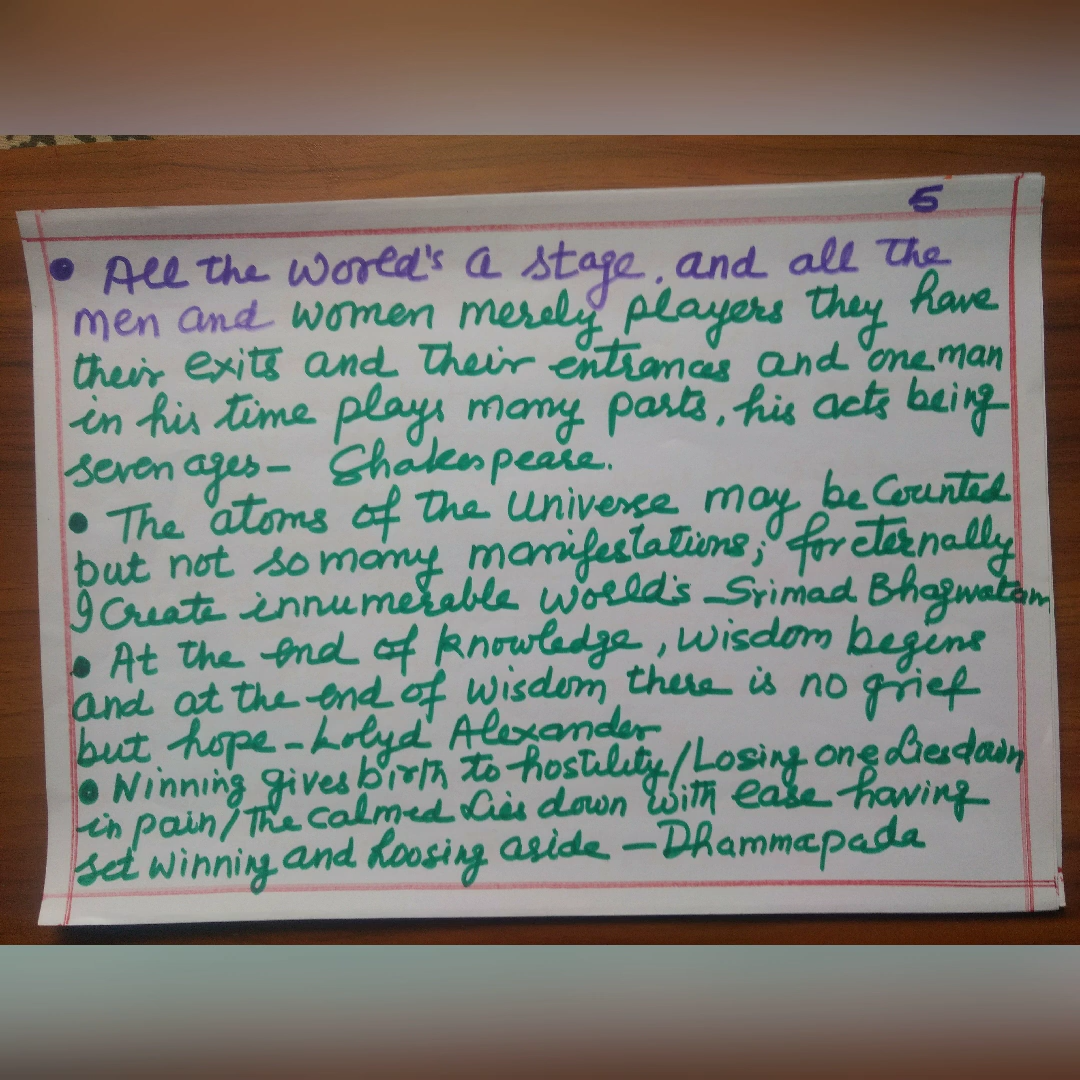 5
• All the world's a stage, and all the
men and women merely players they have
their exits and their entrances and one man
in his time plays many parts, his acts being
seven ages - Shakespeare.
• The atoms of the Universe may be Counted
but not so many manifestations; for eternally
I Create innumerable world's - Srimad Bhagwatam
• At the end of knowledge, wisdom begins
and at the end of wisdom there is no grief
but hope - Lolyd Alexander
• Ninning gives birth to hostility/Losing one Lies dain
in pain/The calmed Lies down with ease having
set winning and Loosing aside - Dhammapada